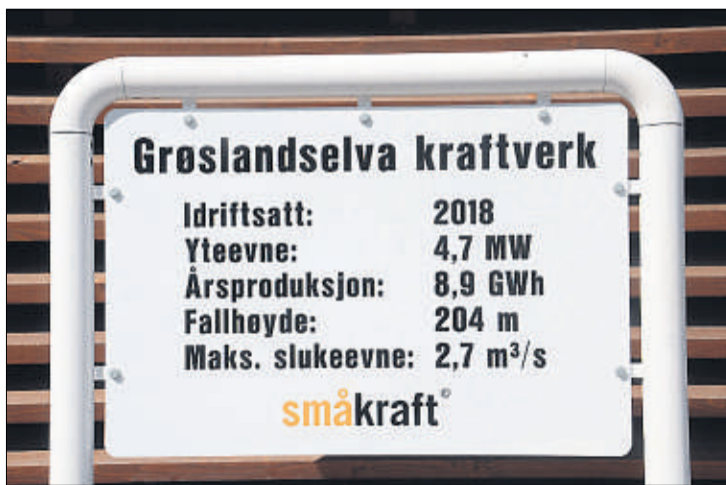 Grøslandselva kraftverk
Idriftsatt: 2018
Yteevne: 4,7 MW
Årsproduksjon: 8,9 GWh
Fallhøyde: 204 m
Maks. slukeevne: 2,7 m³/s
småkraft©